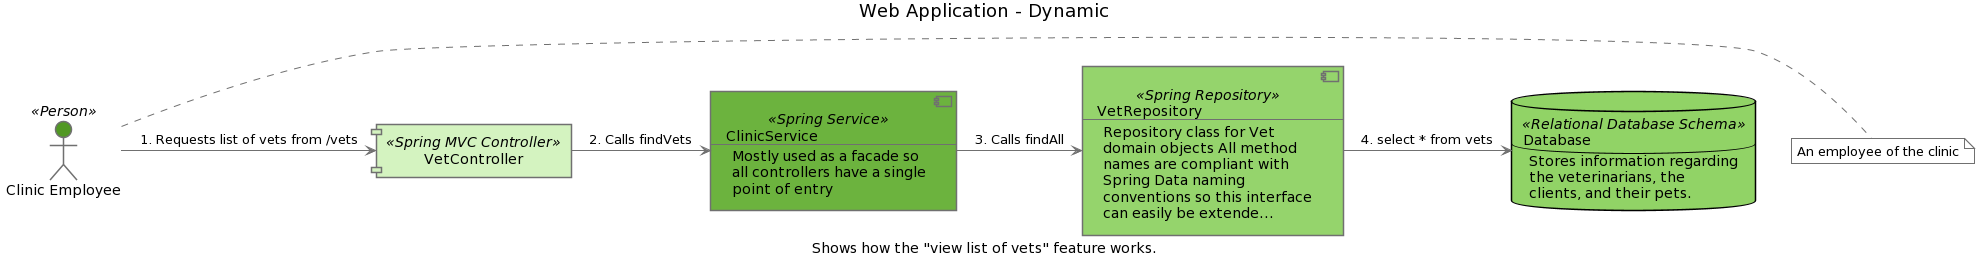 Web Application - Dynamic
«Person»
Clinic Employee
1. Requests list of vets from /vets
«Spring MVC Controller»
VetController
2. Calls findVets
«Spring Service»
ClinicService
Mostly used as a facade so
all controllers have a single
point of entry
3. Calls findAll
«Spring Repository»
VetRepository
Repository class for Vet
domain objects All method
names are compliant with
Spring Data naming
conventions so this interface
can easily be extende...
4. select * from vets
«Relational Database Schema»
Database
Stores information regarding
the veterinarians, the
clients, and their pets.
An employee of the clinic
Shows how the "view list of vets" feature works.